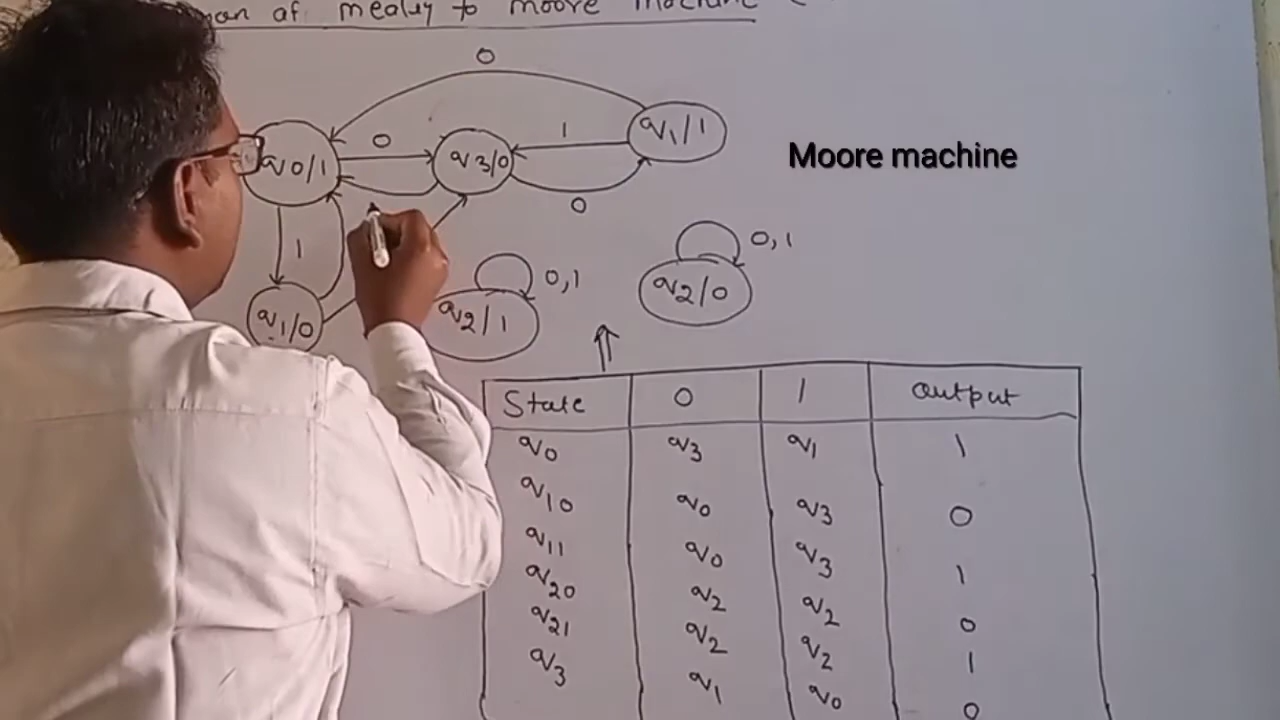 of mealy to moore machine
0
q0/1 0 q3/0 1 q1/1
Moore machine
0
1
0,1
q2/0
0,1
q1/0
q2/1
State 0 1 output
q0 q3 q1 1
q10 q0 q3 0
q11 q0 q3 1
q20 q2 q2 0
q21 q2 q2 1
q3 q1 q0 0